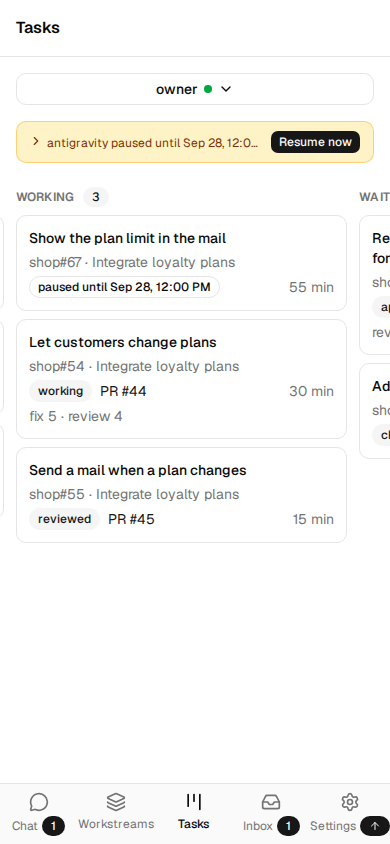 Tasks
owner
antigravity paused until Sep 28, 12:0... Resume now
WORKING 3
Show the plan limit in the mail
shop#67 · Integrate loyalty plans
paused until Sep 28, 12:00 PM 55 min
Let customers change plans
shop#54 · Integrate loyalty plans
working PR #44 30 min
fix 5 · review 4
Send a mail when a plan changes
shop#55 · Integrate loyalty plans
reviewed PR #45 15 min
Chat 1 Workstreams Tasks Inbox 1 Settings